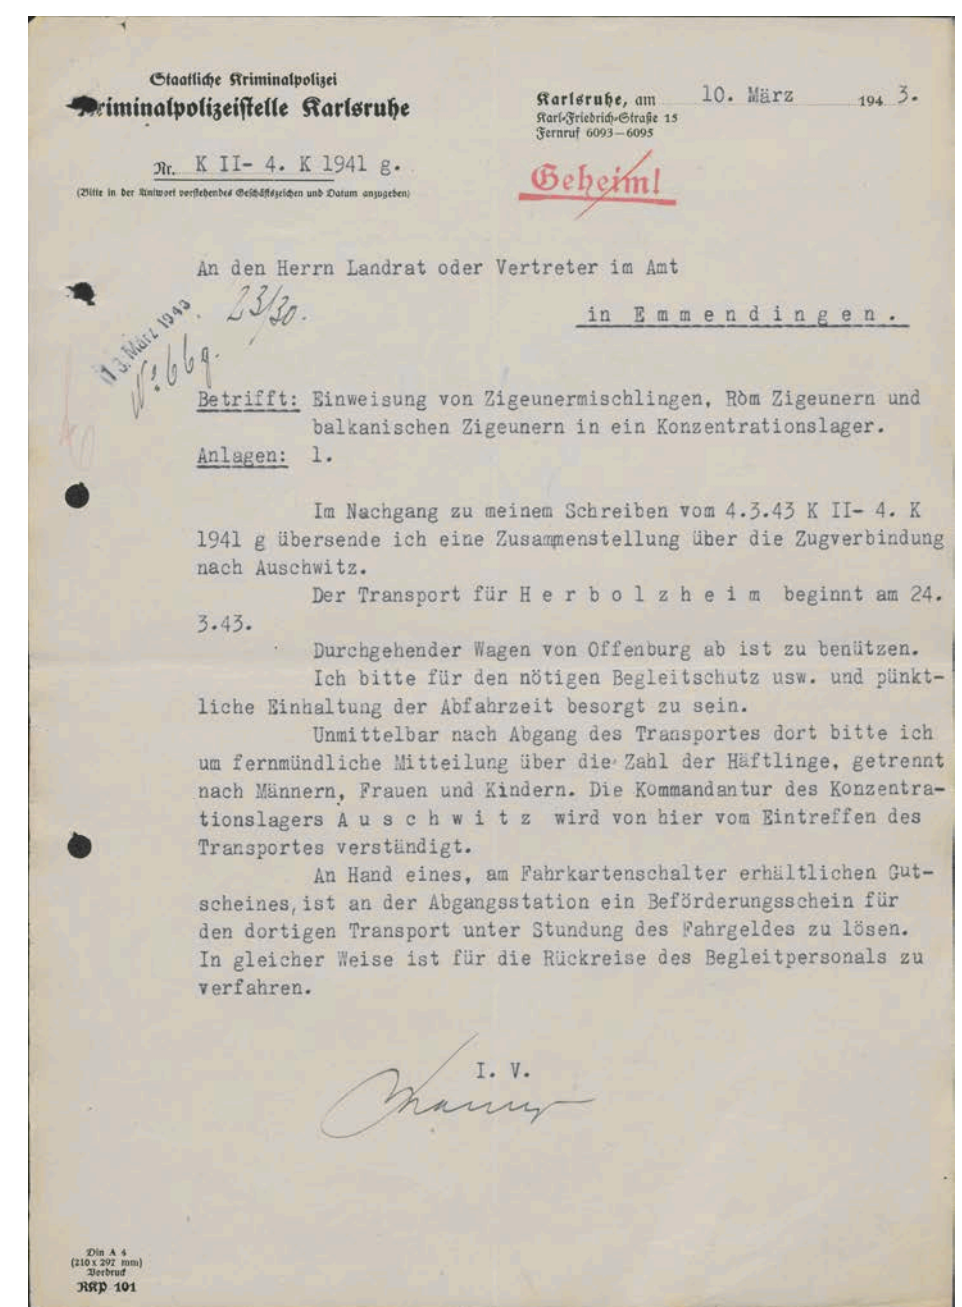 Staatliche Kriminalpolizei
Kriminalpolizeistelle Karlsruhe
Nr. K II- 4. K 1941 g.
(Bitte in der Antwort vorstehendes Geschäftszeichen und Datum anzugeben)
Karlsruhe, am 10. März 1943.
Karl-Friedrich-Straße 15
Fernruf 6093—6095
Geheim!
An den Herrn Landrat oder Vertreter im Amt
in Emmendingen.
23/30.
13. März 1943
No. 66g.
Betrifft: Einweisung von Zigeunermischlingen, Ròm Zigeunern und
balkanischen Zigeunern in ein Konzentrationslager.
Anlagen: 1.
Im Nachgang zu meinem Schreiben vom 4.3.43 K II- 4. K
1941 g übersende ich eine Zusammenstellung über die Zugverbindung
nach Auschwitz.
Der Transport für H e r b o l z h e i m beginnt am 24.
3.43.
Durchgehender Wagen von Offenburg ab ist zu benützen.
Ich bitte für den nötigen Begleitschutz usw. und pünkt-
liche Einhaltung der Abfahrzeit besorgt zu sein.
Unmittelbar nach Abgang des Transportes dort bitte ich
um fernmündliche Mitteilung über die Zahl der Häftlinge, getrennt
nach Männern, Frauen und Kindern. Die Kommandantur des Konzentra-
tionslagers A u s c h w i t z wird von hier vom Eintreffen des
Transportes verständigt.
An Hand eines, am Fahrkartenschalter erhältlichen Gut-
scheines, ist an der Abgangsstation ein Beförderungsschein für
den dortigen Transport unter Stundung des Fahrgeldes zu lösen.
In gleicher Weise ist für die Rückreise des Begleitpersonals zu
verfahren.
I. V.
Din A 4
(210 x 297 mm)
Vordruck
RKP 101